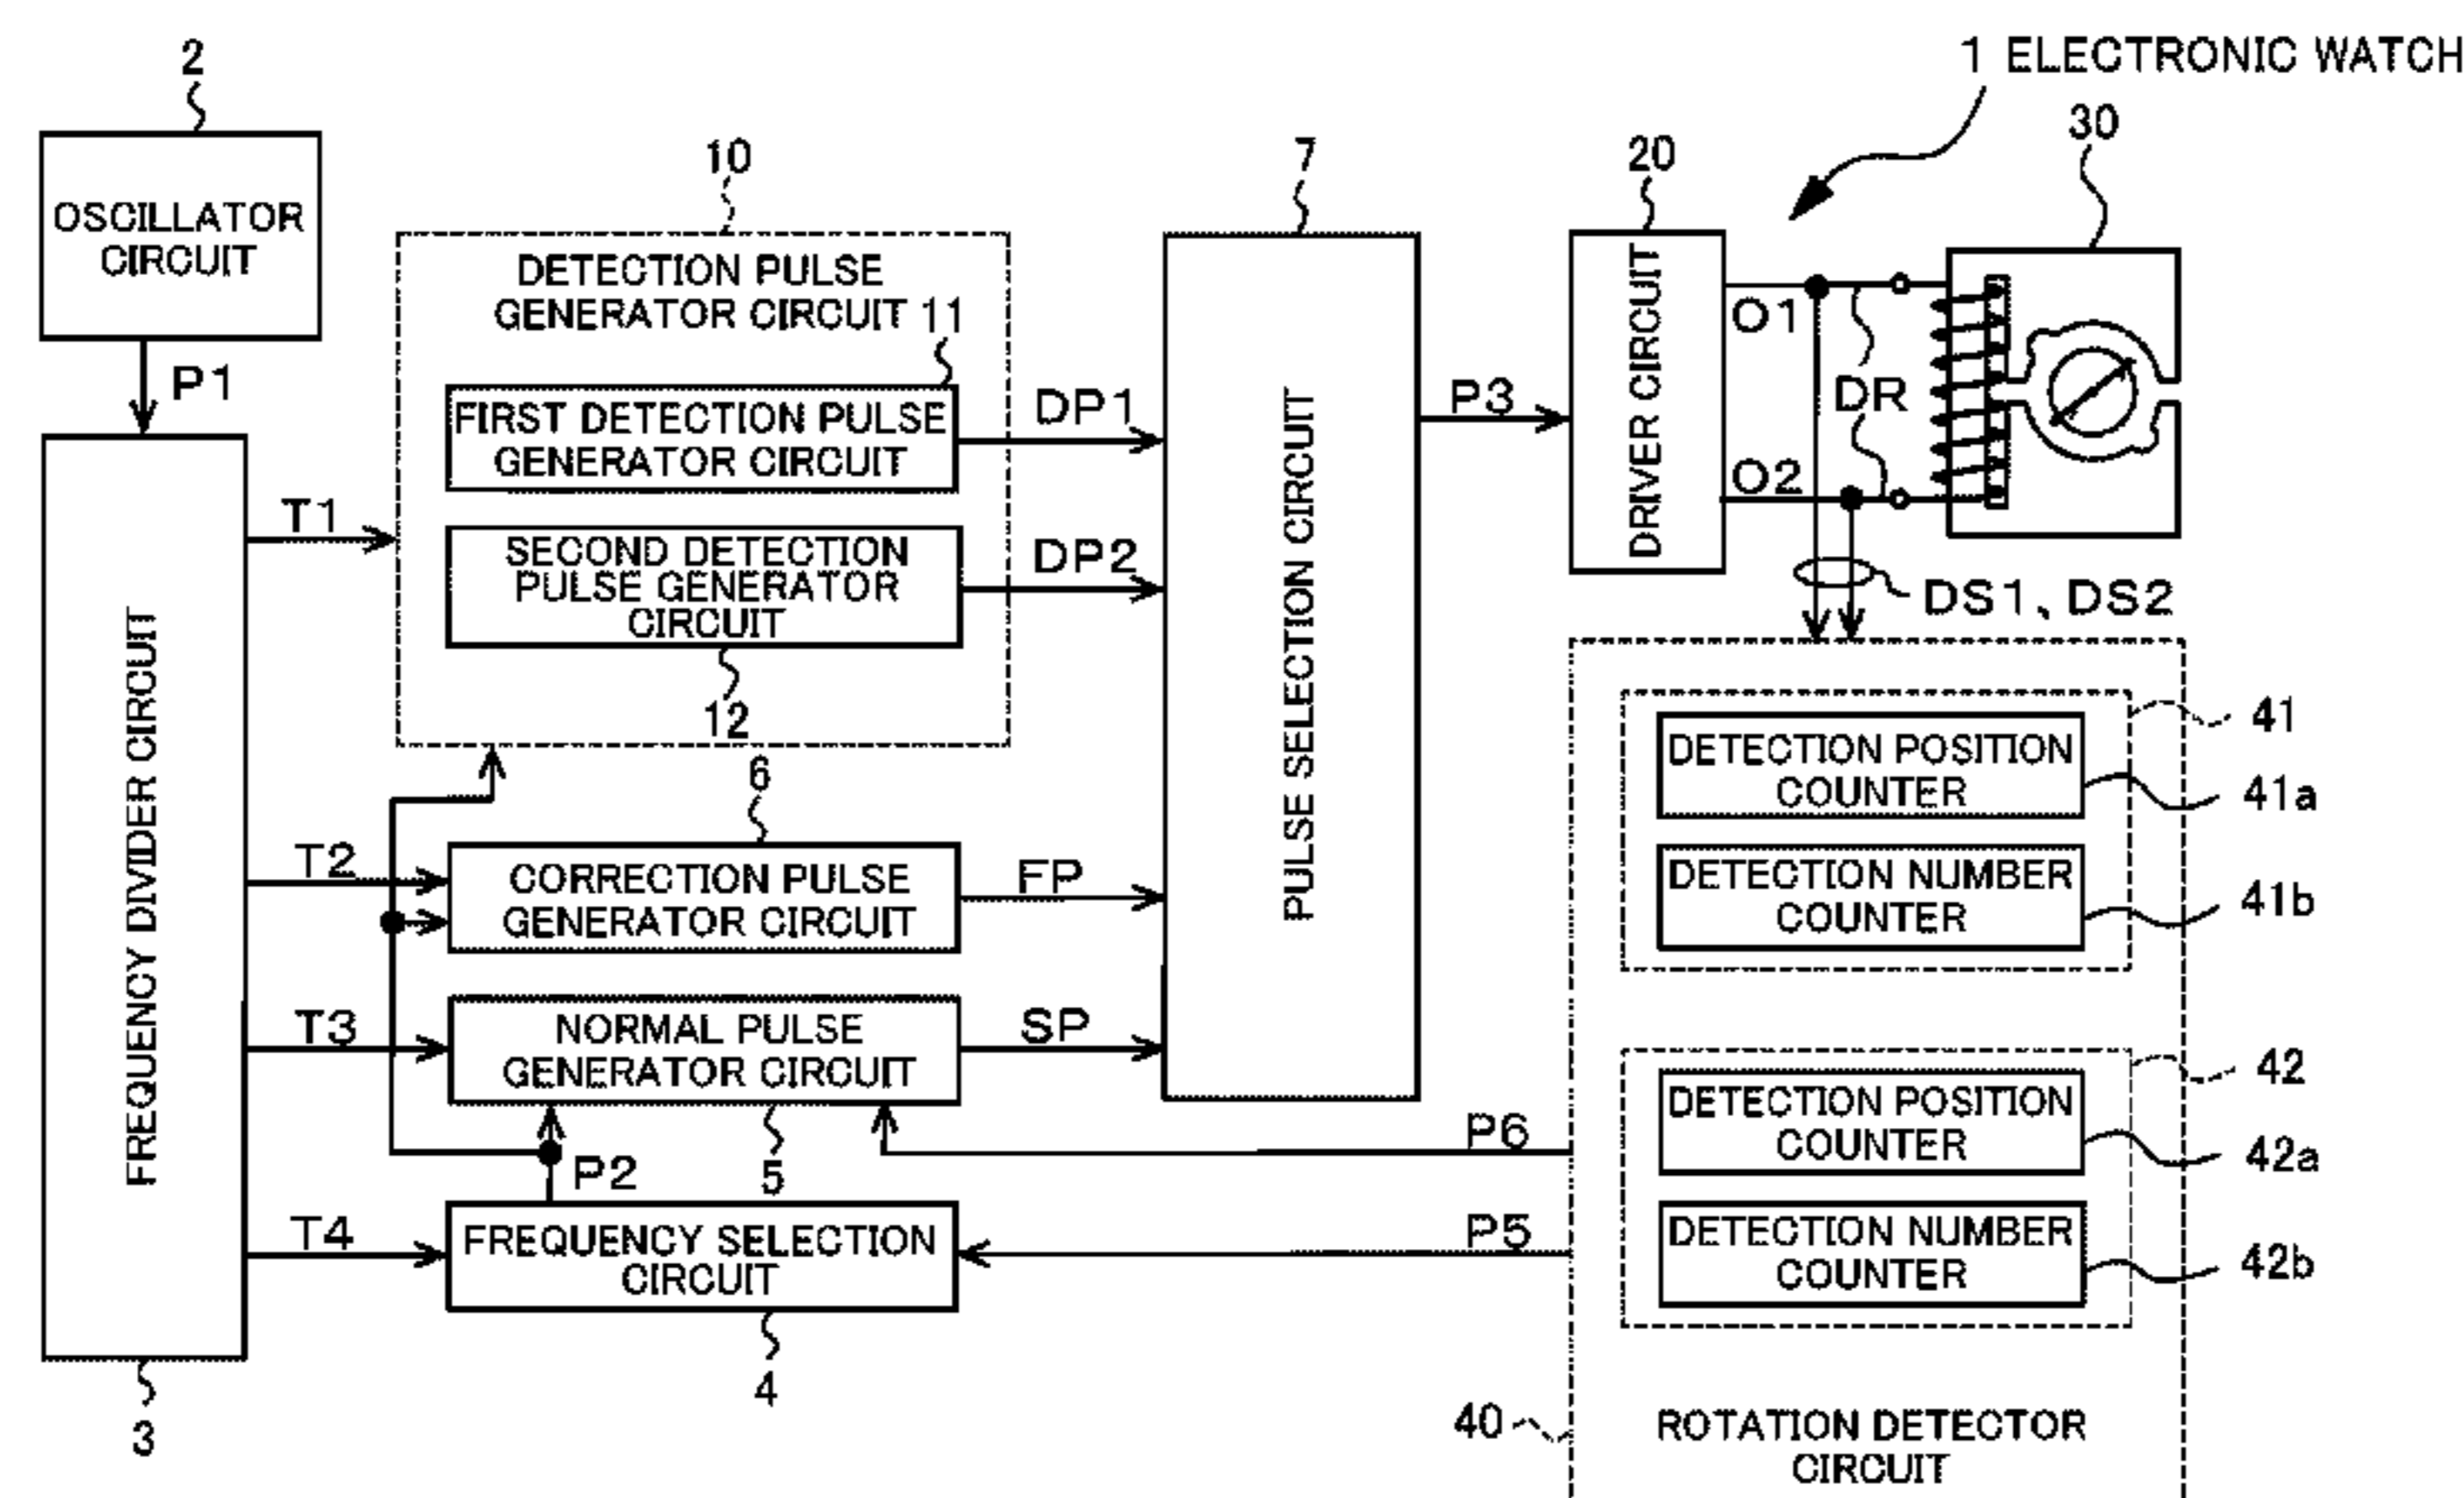 1 ELECTRONIC WATCH
2
OSCILLATOR
CIRCUIT
P1
10
DETECTION PULSE
GENERATOR CIRCUIT 11
FIRST DETECTION PULSE
GENERATOR CIRCUIT
DP1
SECOND DETECTION
PULSE GENERATOR
CIRCUIT
DP2
12
7
PULSE SELECTION CIRCUIT
P3
20
DRIVER CIRCUIT
O1
O2
DR
30
DS1, DS2
FREQUENCY DIVIDER CIRCUIT
3
T1
T2
T3
T4
6
CORRECTION PULSE
GENERATOR CIRCUIT
FP
NORMAL PULSE
GENERATOR CIRCUIT
SP
5
P2
P6
FREQUENCY SELECTION
CIRCUIT
P5
4
41
DETECTION POSITION
COUNTER
41a
DETECTION NUMBER
COUNTER
41b
42
DETECTION POSITION
COUNTER
42a
DETECTION NUMBER
COUNTER
42b
40
ROTATION DETECTOR
CIRCUIT